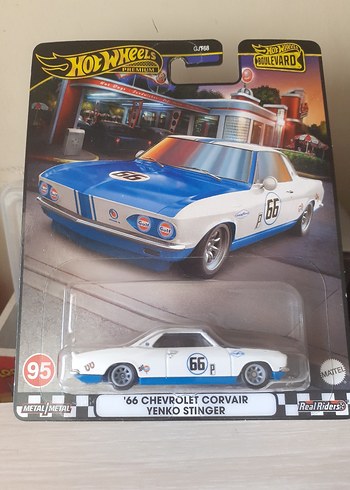 HOT WHEELS
PREMIUM
HOT WHEELS
BOULEVARD
66
66
P
66
P
95
'66 CHEVROLET CORVAIR
YENKO STINGER
METAL/METAL
MATTEL
Real Riders